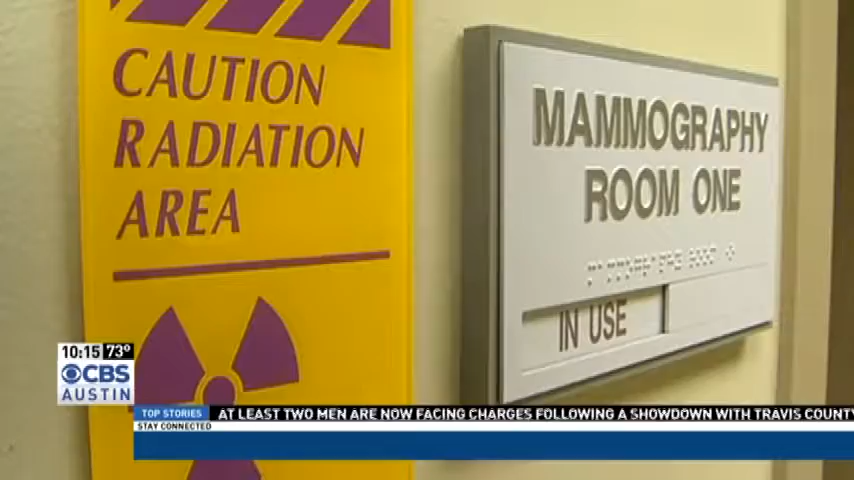 CAUTION
RADIATION
AREA
MAMMOGRAPHY
ROOM ONE
IN USE
10:15 73°
CBS
AUSTIN
TOP STORIES
AT LEAST TWO MEN ARE NOW FACING CHARGES FOLLOWING A SHOWDOWN WITH TRAVIS COUNTY
STAY CONNECTED